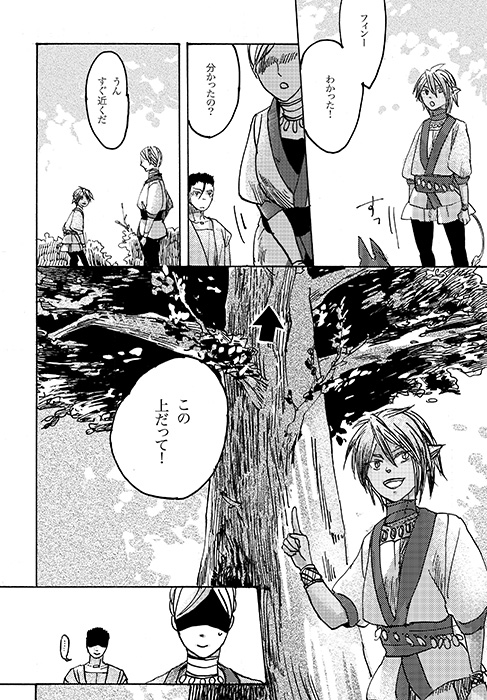 フィンー
わかった！
すっ
分かったの？
うん
すぐ近くだ
この
上だって！
…